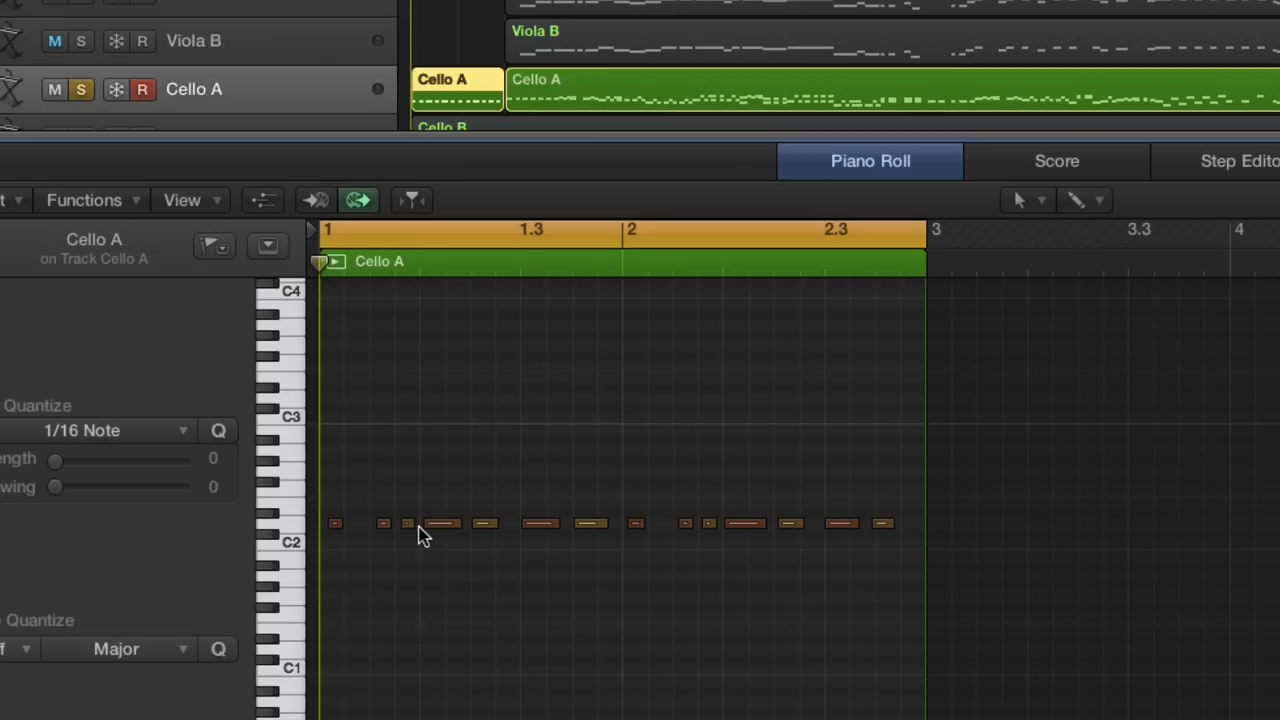 Viola B
M S R Viola B
Cello A Cello A
M S R Cello A
Cello B
Piano Roll Score Step Edito
t Functions View
1 1.3 2 2.3 3 3.3 4
Cello A
on Track Cello A
Cello A
C4
Quantize
C3
1/16 Note Q
ength 0
wing 0
C2
Quantize
ff Major Q
C1